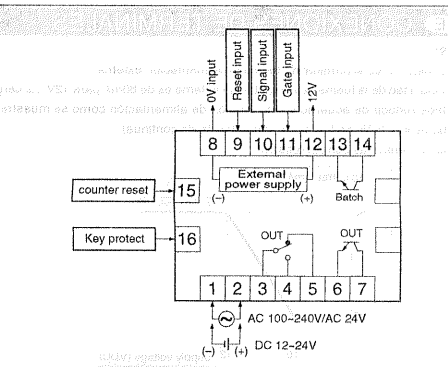 0V input
Reset input
Signal input
Gate input
12V
8 9 10 11 12 13 14
External
power supply
(-) (+)
Batch
counter reset
15
Key protect
16
OUT
OUT
1 2 3 4 5 6 7
AC 100~240V/AC 24V
(-) (+) DC 12~24V